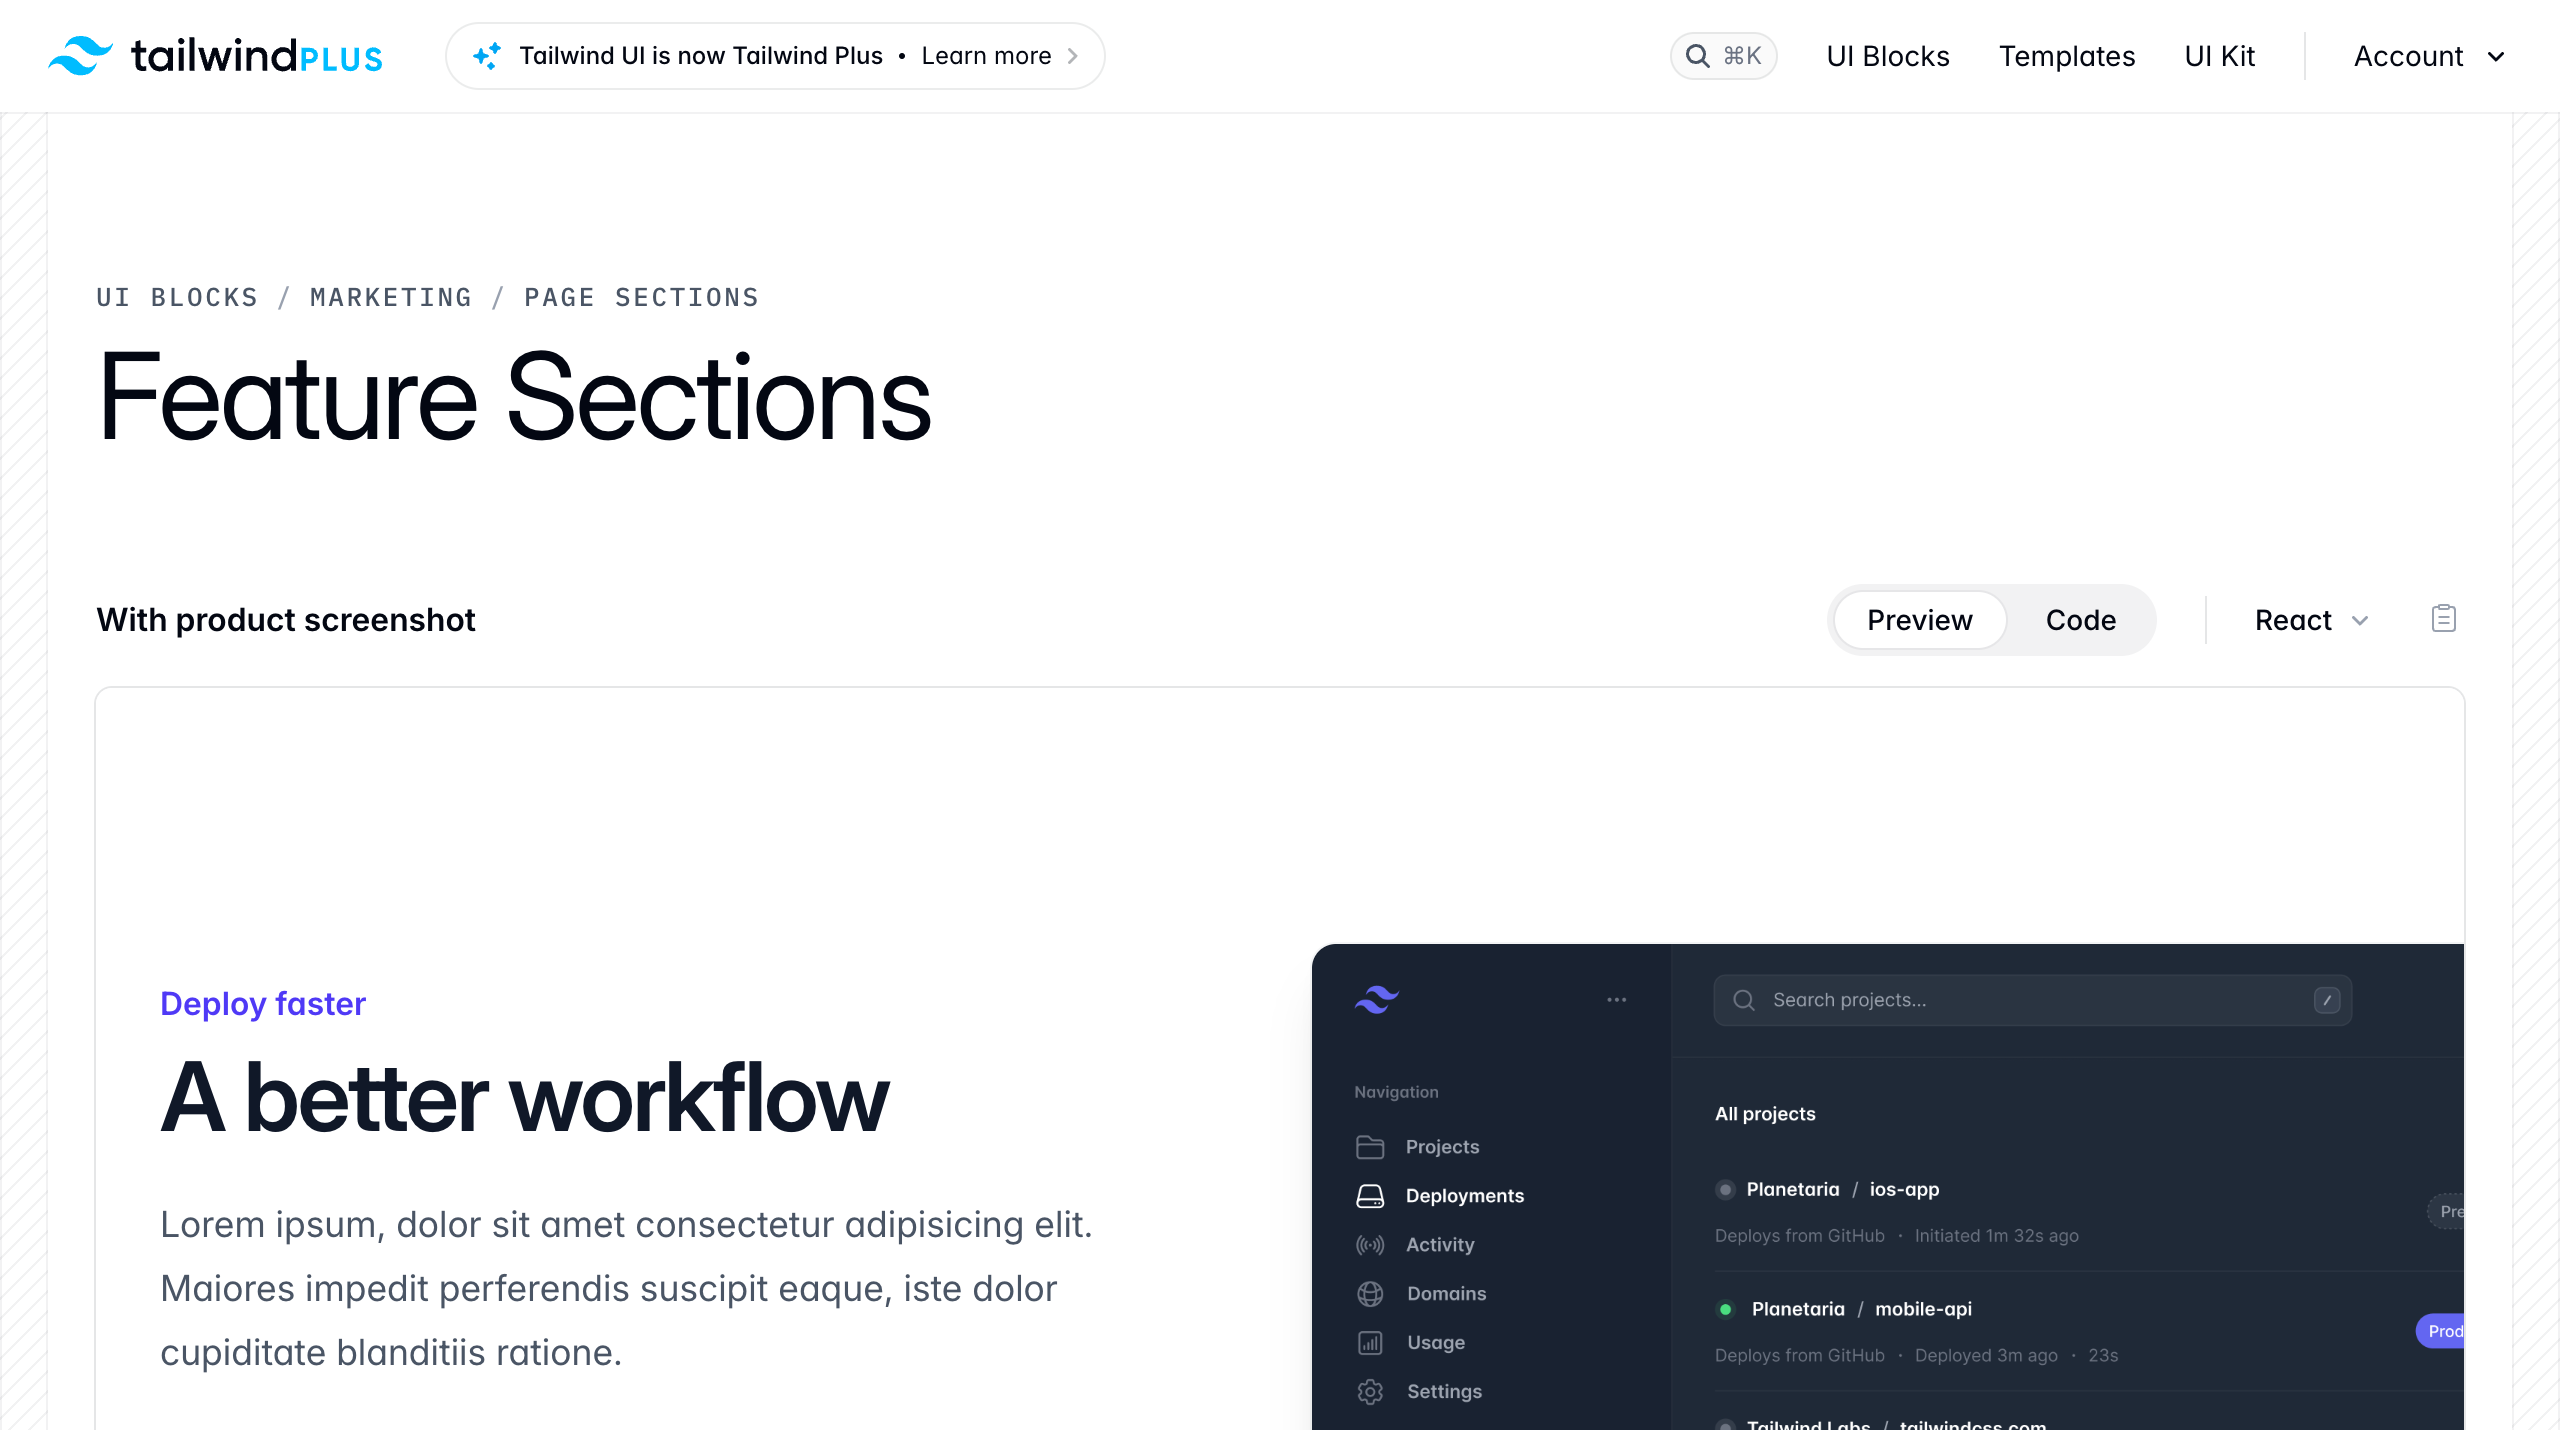 tailwindPLUS
Tailwind UI is now Tailwind Plus • Learn more
⌘K
UI Blocks
Templates
UI Kit
Account
UI BLOCKS / MARKETING / PAGE SECTIONS
Feature Sections
With product screenshot
Preview
Code
React
Deploy faster
A better workflow
Lorem ipsum, dolor sit amet consectetur adipisicing elit.
Maiores impedit perferendis suscipit eaque, iste dolor
cupiditate blanditiis ratione.
Search projects...
/
Navigation
Projects
Deployments
Activity
Domains
Usage
Settings
All projects
Planetaria / ios-app
Pre
Deploys from GitHub · Initiated 1m 32s ago
Planetaria / mobile-api
Prod
Deploys from GitHub · Deployed 3m ago · 23s
Tailwind Labs / tailwindcss.com